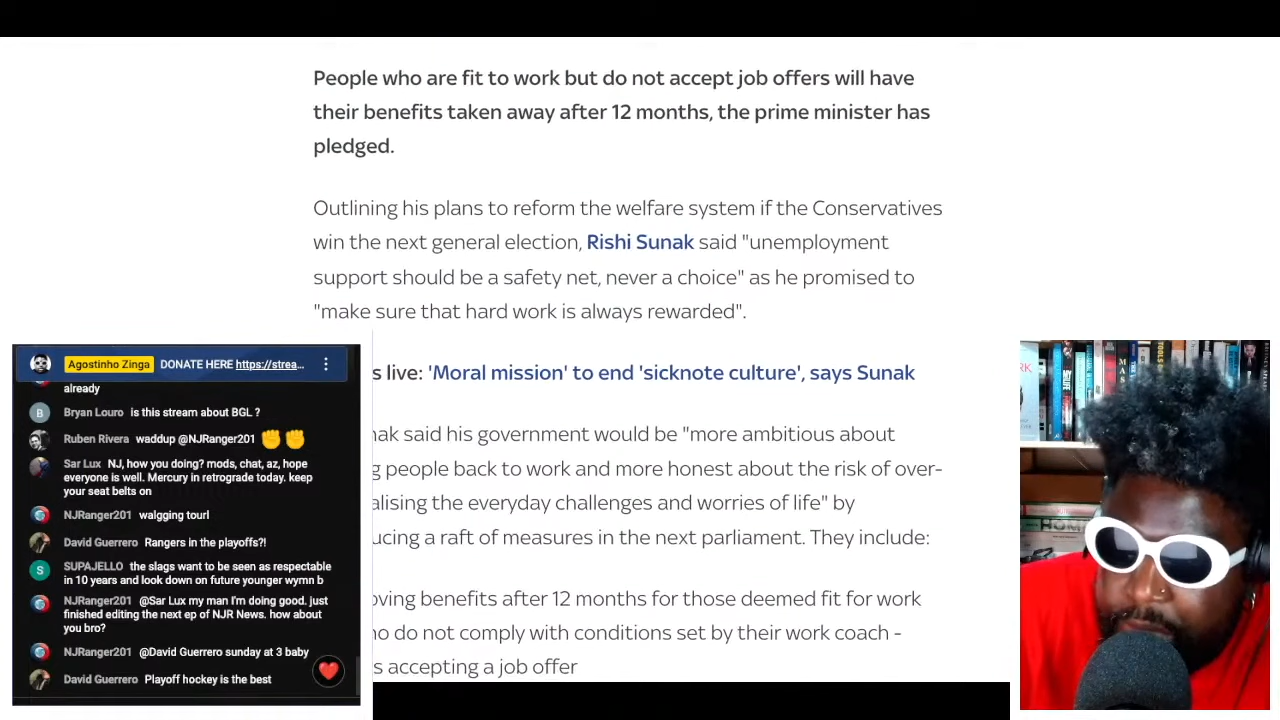 People who are fit to work but do not accept job offers will have
their benefits taken away after 12 months, the prime minister has
pledged.
Outlining his plans to reform the welfare system if the Conservatives
win the next general election, Rishi Sunak said "unemployment
support should be a safety net, never a choice" as he promised to
"make sure that hard work is always rewarded".
s live: 'Moral mission' to end 'sicknote culture', says Sunak
nak said his government would be "more ambitious about
g people back to work and more honest about the risk of over-
alising the everyday challenges and worries of life" by
ucing a raft of measures in the next parliament. They include:
oving benefits after 12 months for those deemed fit for work
o do not comply with conditions set by their work coach -
s accepting a job offer
Agostinho Zinga DONATE HERE https://strea...
already
B Bryan Louro is this stream about BGL ?
Ruben Rivera waddup @NJRanger201 ✊✊
Sar Lux NJ, how you doing? mods, chat, az, hope
everyone is well. Mercury in retrograde today. keep
your seat belts on
NJRanger201 walgging tourl
David Guerrero Rangers in the playoffs?!
S SUPAJELLO the slags want to be seen as respectable
in 10 years and look down on future younger wymn b
NJRanger201 @Sar Lux my man I'm doing good. just
finished editing the next ep of NJR News. how about
you bro?
NJRanger201 @David Guerrero sunday at 3 baby
David Guerrero Playoff hockey is the best